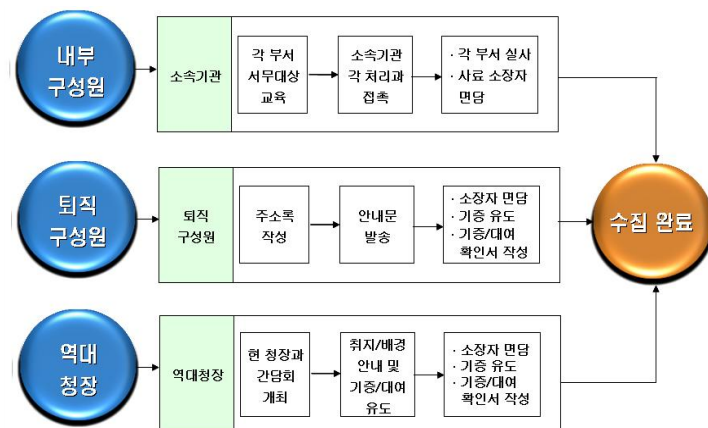 내부
구성원
소속기관
각 부서
서무대상
교육
소속기관
각 처리과
접촉
· 각 부서 실사
· 사료 소장자
면담
퇴직
구성원
퇴직
구성원
주소록
작성
안내문
발송
· 소장자 면담
· 기증 유도
· 기증/대여
확인서 작성
수집 완료
역대
청장
역대청장
현 청장과
간담회
개최
취지/배경
안내 및
기증/대여
유도
· 소장자 면담
· 기증 유도
· 기증/대여
확인서 작성